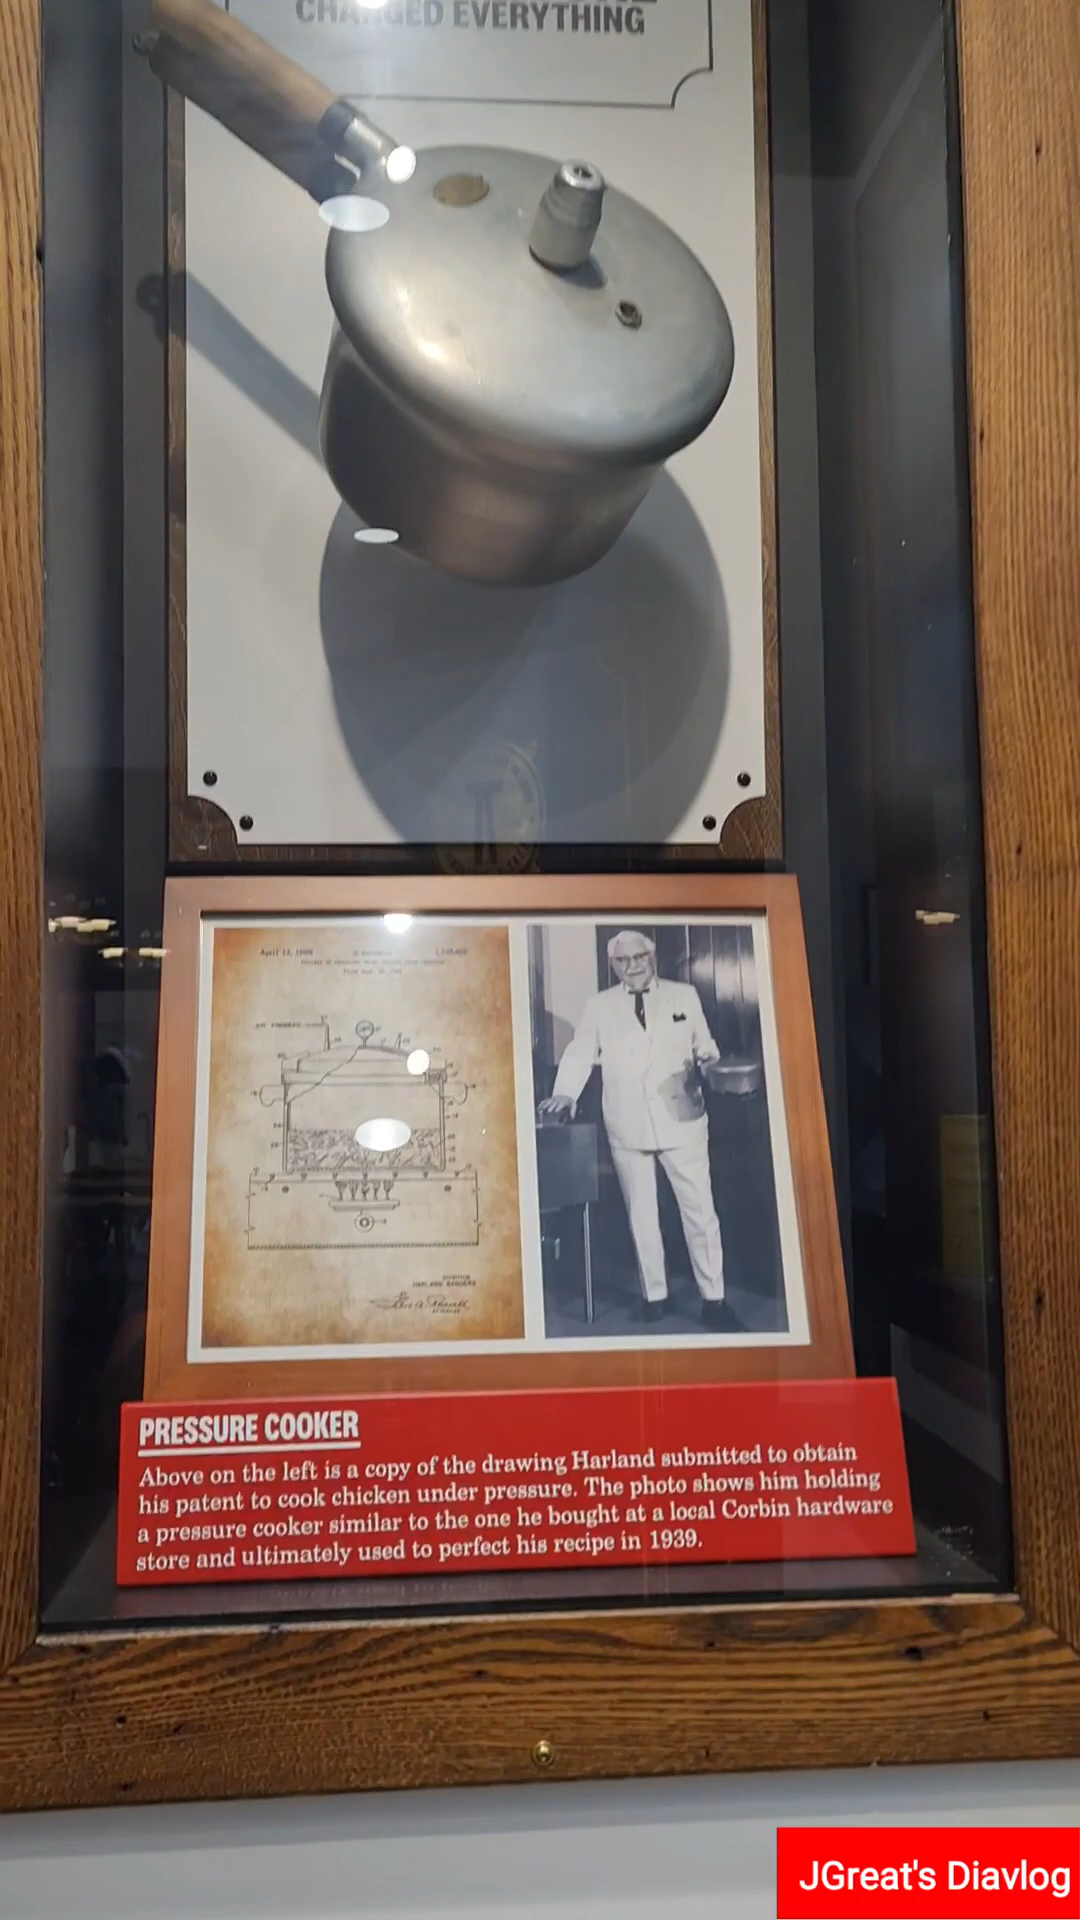 CHANGED EVERYTHING
PRESSURE COOKER
Above on the left is a copy of the drawing Harland submitted to obtain
his patent to cook chicken under pressure. The photo shows him holding
a pressure cooker similar to the one he bought at a local Corbin hardware
store and ultimately used to perfect his recipe in 1939.
JGreat's Diavlog